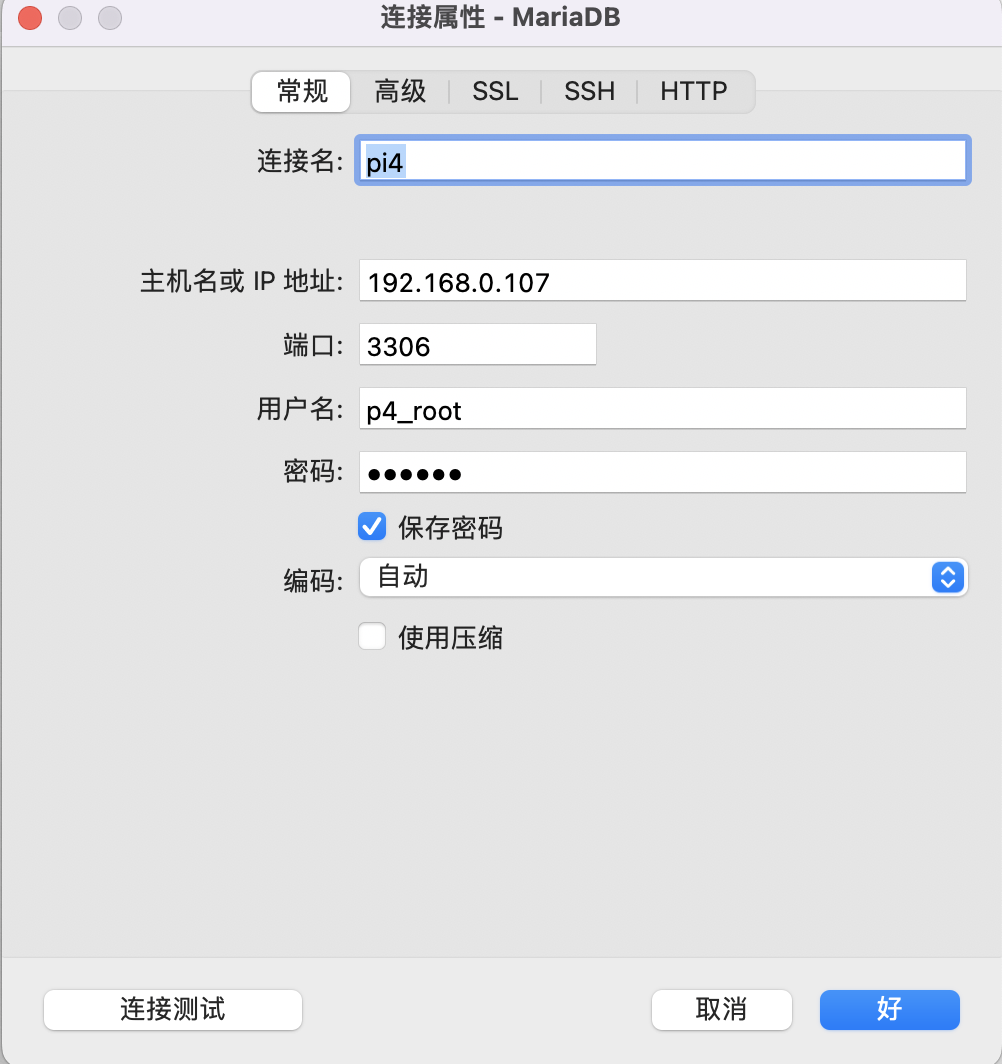 连接属性 - MariaDB
常规 高级 SSL SSH HTTP
连接名: pi4
主机名或 IP 地址: 192.168.0.107
端口: 3306
用户名: p4_root
密码: ●●●●●●
保存密码
编码: 自动
使用压缩
连接测试 取消 好